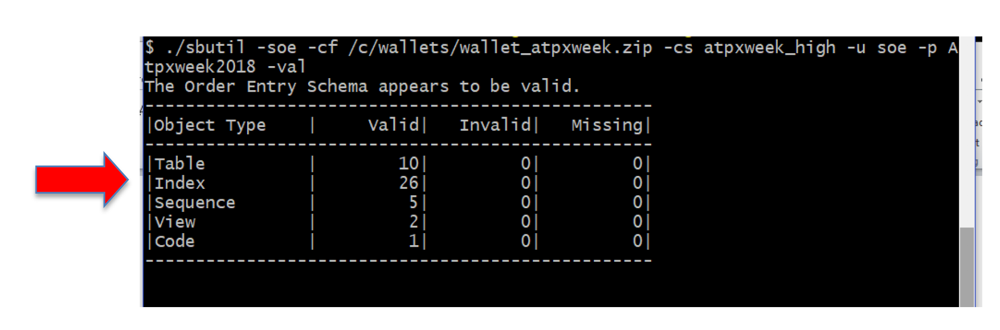 $ ./sbutil -soe -cf /c/wallets/wallet_atpxweek.zip -cs atpxweek_high -u soe -p A
tpxweek2018 -val
The Order Entry Schema appears to be valid.
--------------------------------------------------
|Object Type    |     Valid|   Invalid|   Missing|
--------------------------------------------------
|Table          |        10|         0|         0|
|Index          |        26|         0|         0|
|Sequence       |         5|         0|         0|
|View           |         2|         0|         0|
|Code           |         1|         0|         0|
--------------------------------------------------